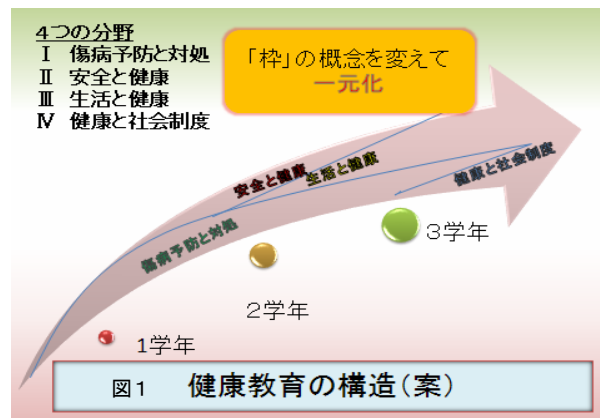 4つの分野
Ⅰ 傷病予防と対処
Ⅱ 安全と健康
Ⅲ 生活と健康
Ⅳ 健康と社会制度
「枠」の概念を変えて
一元化
安全と健康
生活と健康
健康と社会制度
傷病予防と対処
3学年
2学年
1学年
図1 健康教育の構造(案)